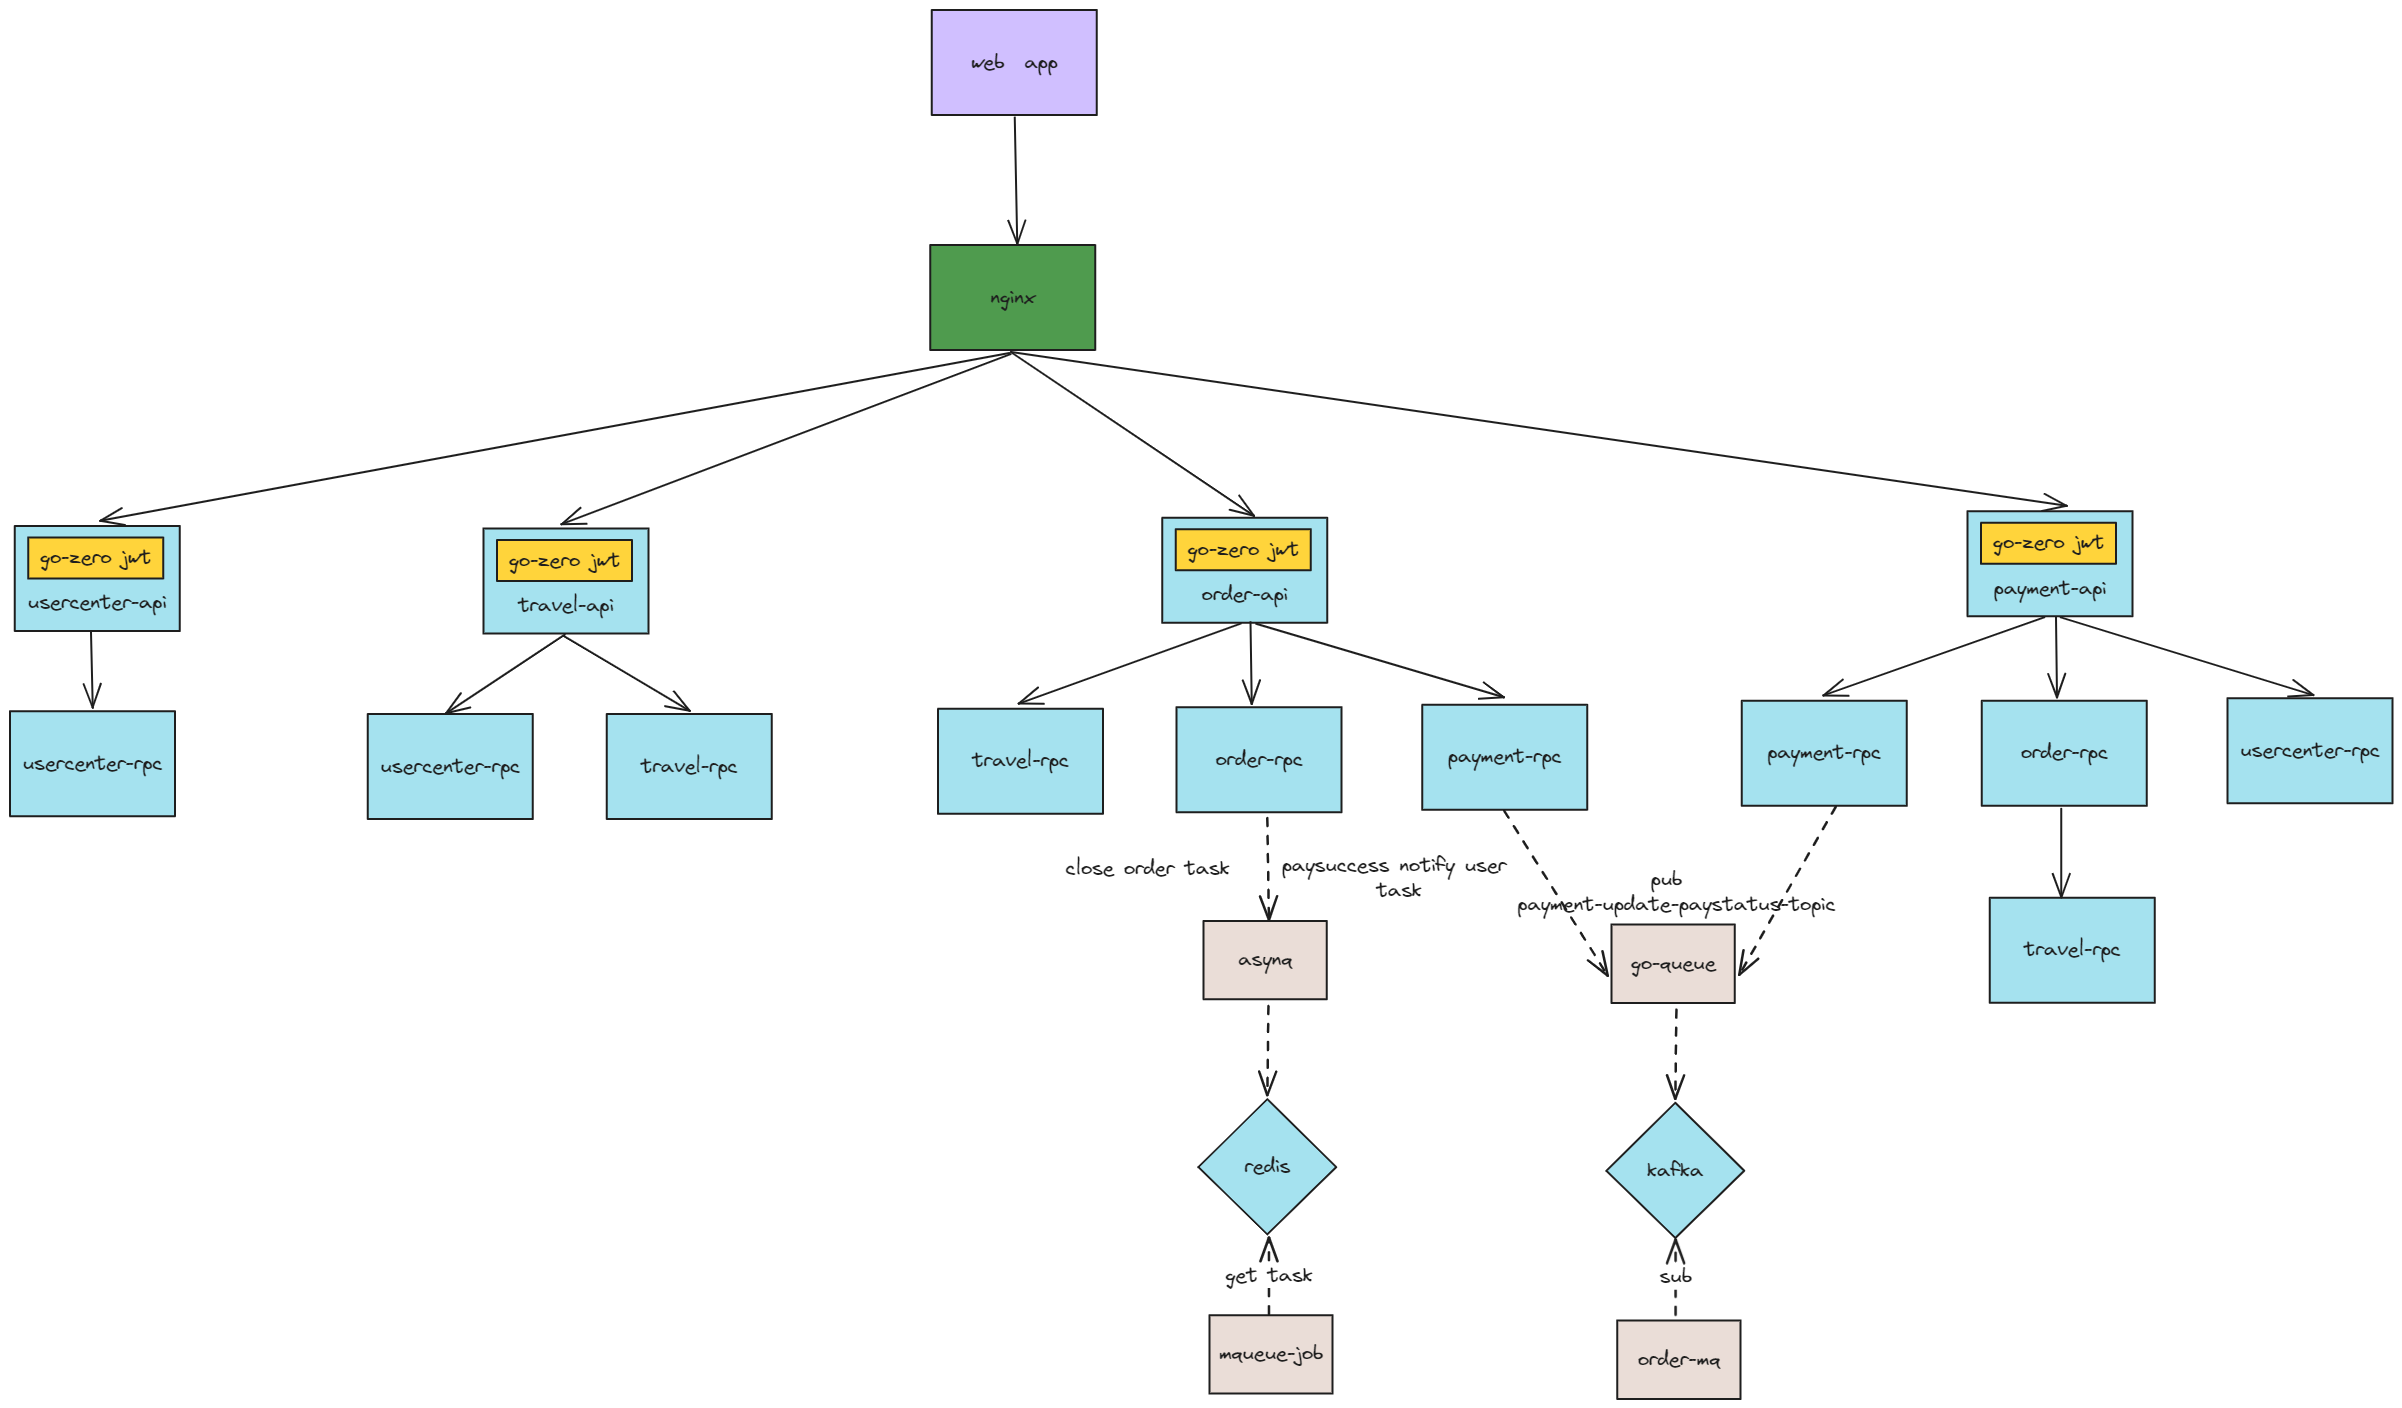 web app
nginx
go-zero jwt
usercenter-api
go-zero jwt
travel-api
go-zero jwt
order-api
go-zero jwt
payment-api
usercenter-rpc
usercenter-rpc
travel-rpc
travel-rpc
order-rpc
payment-rpc
payment-rpc
order-rpc
usercenter-rpc
close order task
paysuccess notify user
task
pub
payment-update-paystatus-topic
asynq
go-queue
travel-rpc
redis
kafka
get task
sub
mqueue-job
order-mq